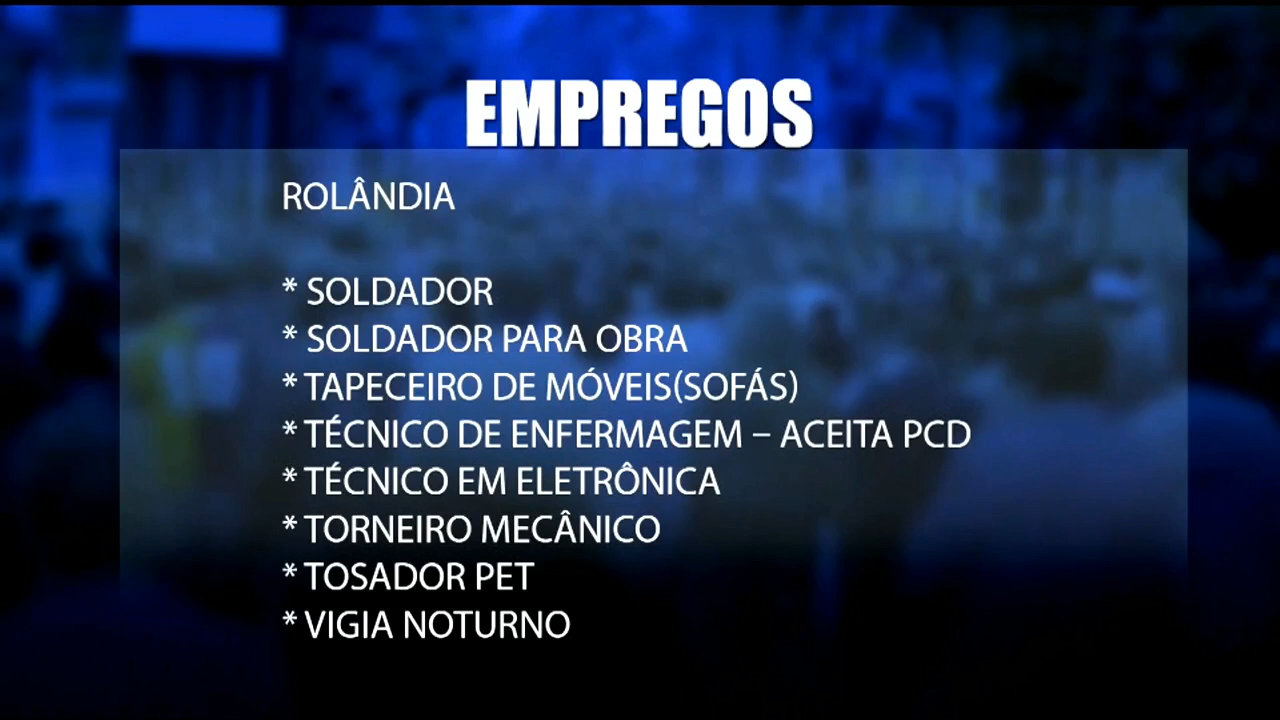 EMPREGOS
ROLÂNDIA
* SOLDADOR
* SOLDADOR PARA OBRA
* TAPECEIRO DE MÓVEIS(SOFÁS)
* TÉCNICO DE ENFERMAGEM – ACEITA PCD
* TÉCNICO EM ELETRÔNICA
* TORNEIRO MECÂNICO
* TOSADOR PET
* VIGIA NOTURNO